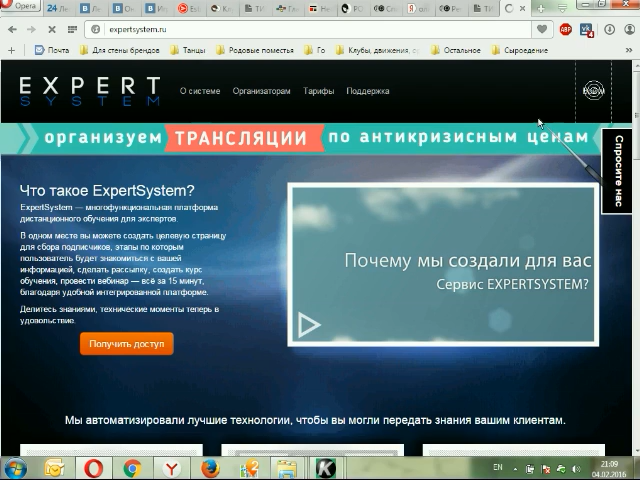 Opera
24
expertsystem.ru
ABP
4
Почта
Для стены брендов
Танцы
Родовые поместья
Го
Клубы, движения,
Остальное
Сыроедение
EXPERT
SYSTEM
О системе
Организаторам
Тарифы
Поддержка
организуем ТРАНСЛЯЦИИ по антикризисным ценам
Спросите нас
Что такое ExpertSystem?
ExpertSystem — многофункциональная платформа
дистанционного обучения для экспертов.
В одном месте вы можете создать целевую страницу
для сбора подписчиков, этапы по которым
пользователь будет знакомиться с вашей
информацией, сделать рассылку, создать курс
обучения, провести вебинар — всё за 15 минут,
благодаря удобной интегрированной платформе.
Делитесь знаниями, технические моменты теперь в
удовольствие.
Получить доступ
Почему мы создали для вас
Сервис EXPERTSYSTEM?
Мы автоматизировали лучшие технологии, чтобы вы могли передать знания вашим клиентам.
EN
21:09
04.02.2016